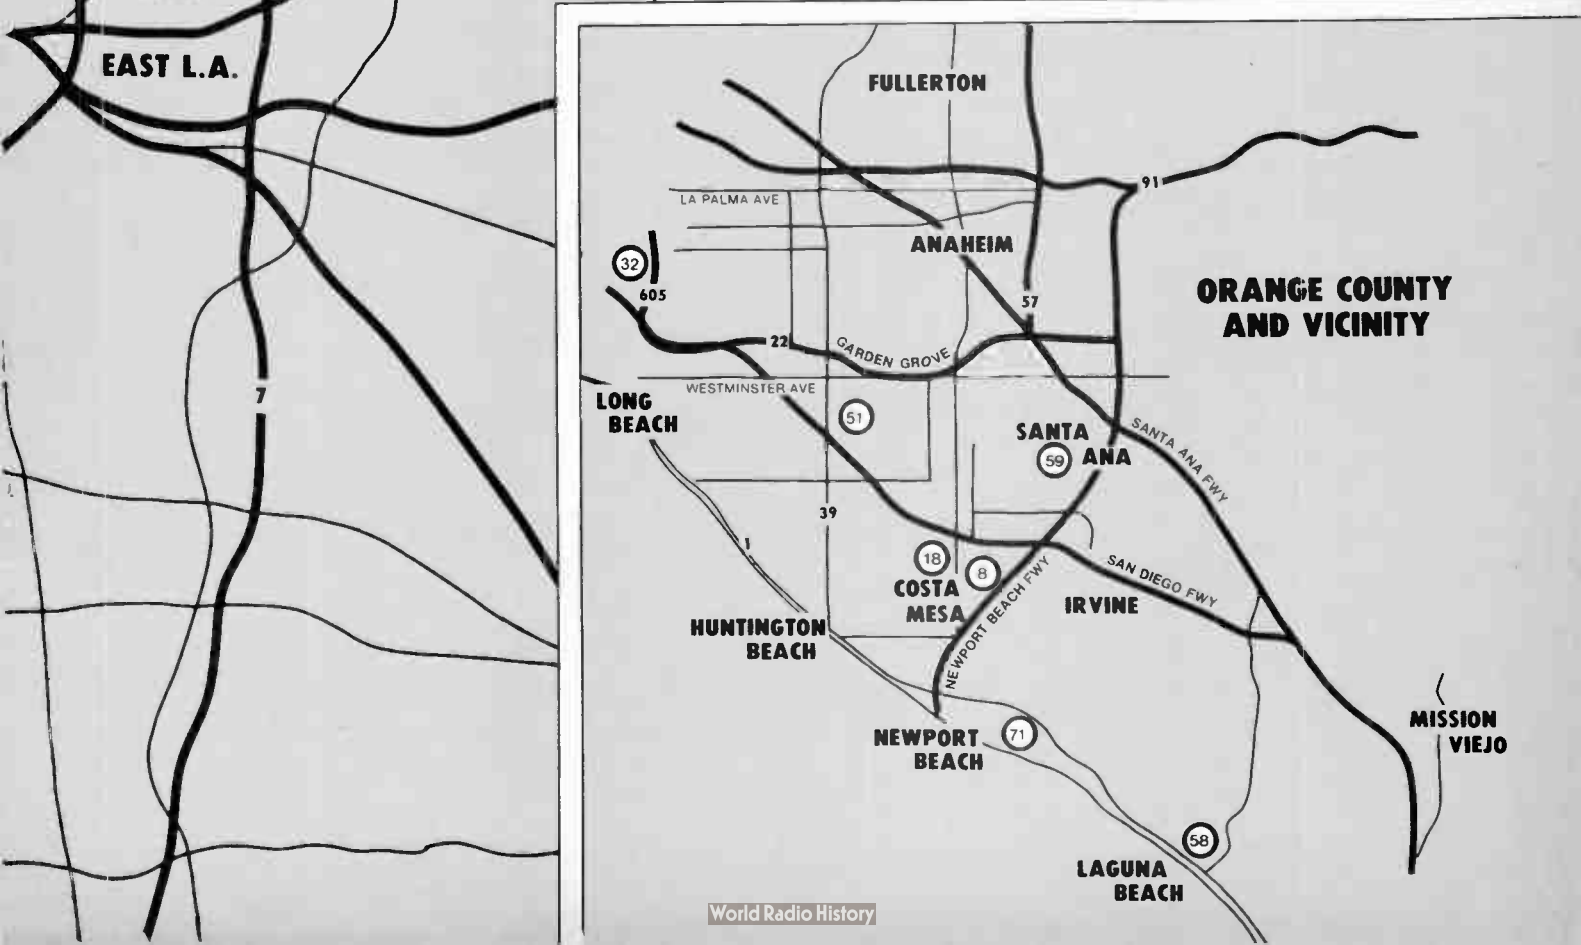 EAST L.A.
7
FULLERTON
91
LA PALMA AVE
ANAHEIM
32
605
57
ORANGE COUNTY
AND VICINITY
22
GARDEN GROVE
WESTMINSTER AVE
LONG
BEACH
51
SANTA
ANA
59
SANTA ANA FWY
39
1
18
8
COSTA
MESA
SAN DIEGO FWY
NEWPORT BEACH FWY
IRVINE
HUNTINGTON
BEACH
NEWPORT
BEACH
71
MISSION
VIEJO
58
LAGUNA
BEACH
World Radio History